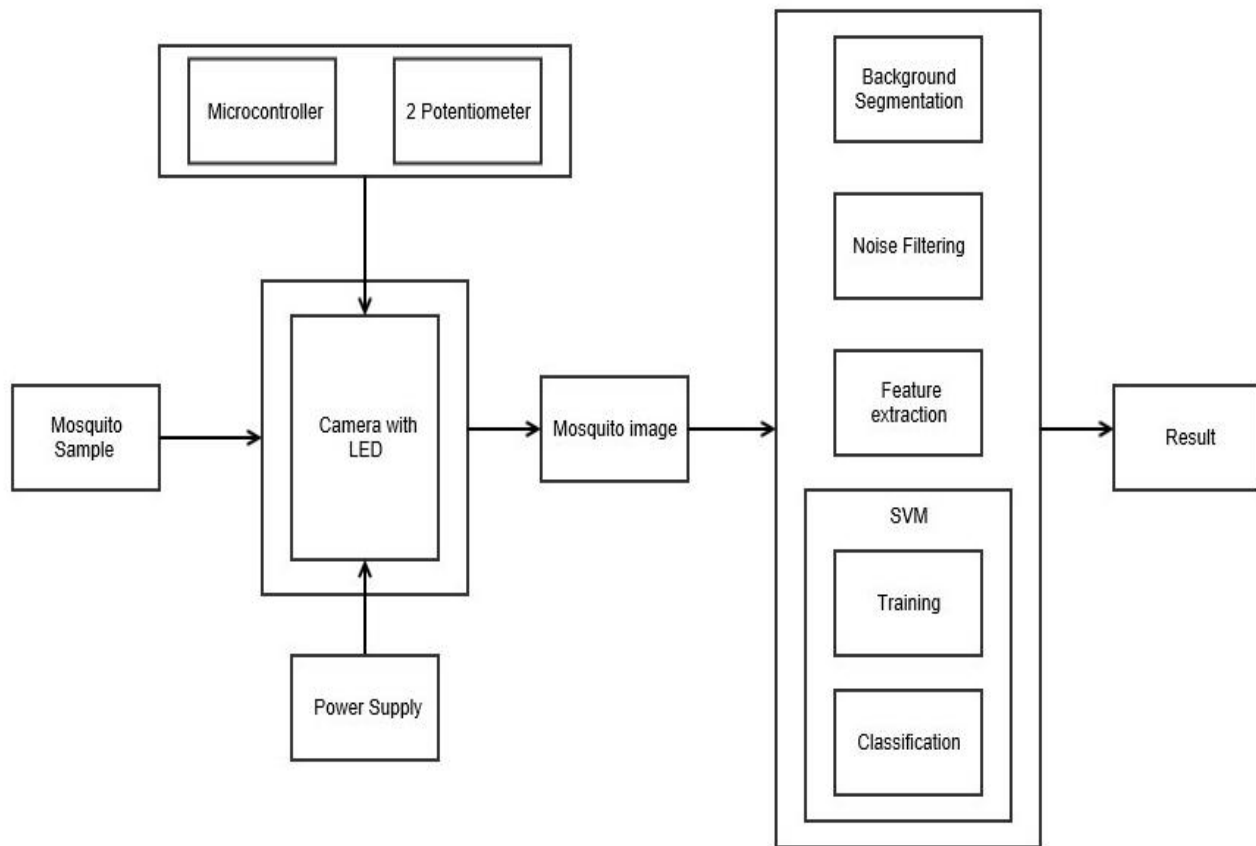 Microcontroller
2 Potentiometer
Background
Segmentation
Noise Filtering
Mosquito
Sample
Camera with
LED
Mosquito image
Feature
extraction
Result
SVM
Training
Power Supply
Classification